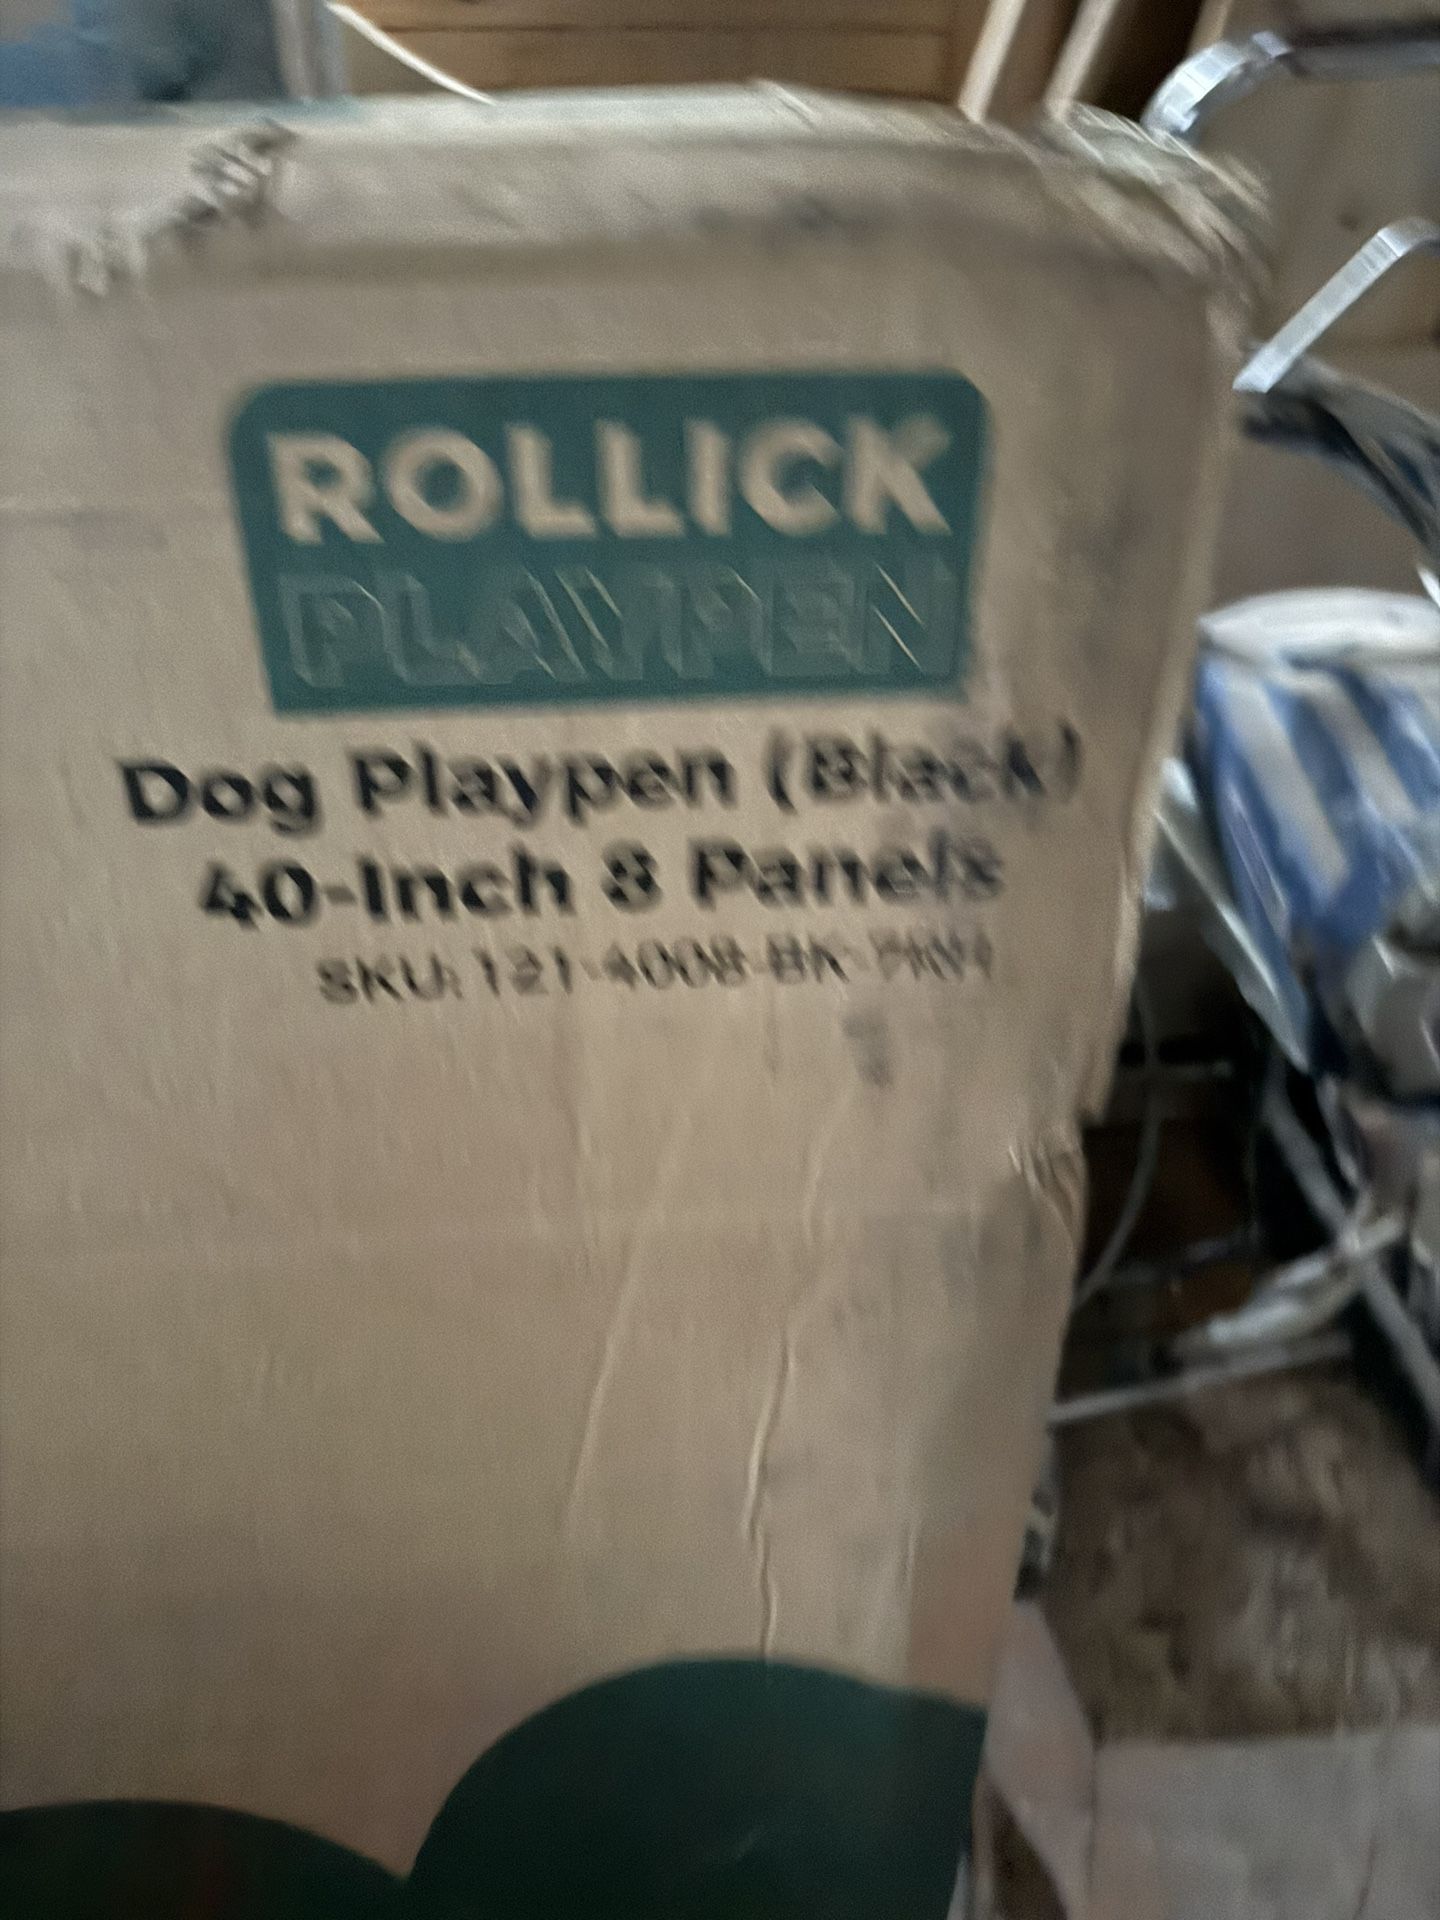 ROLLICK
PLAYPEN
Dog Playpen (Black)
40-Inch 8 Panels
SKU: 121-4008-BK